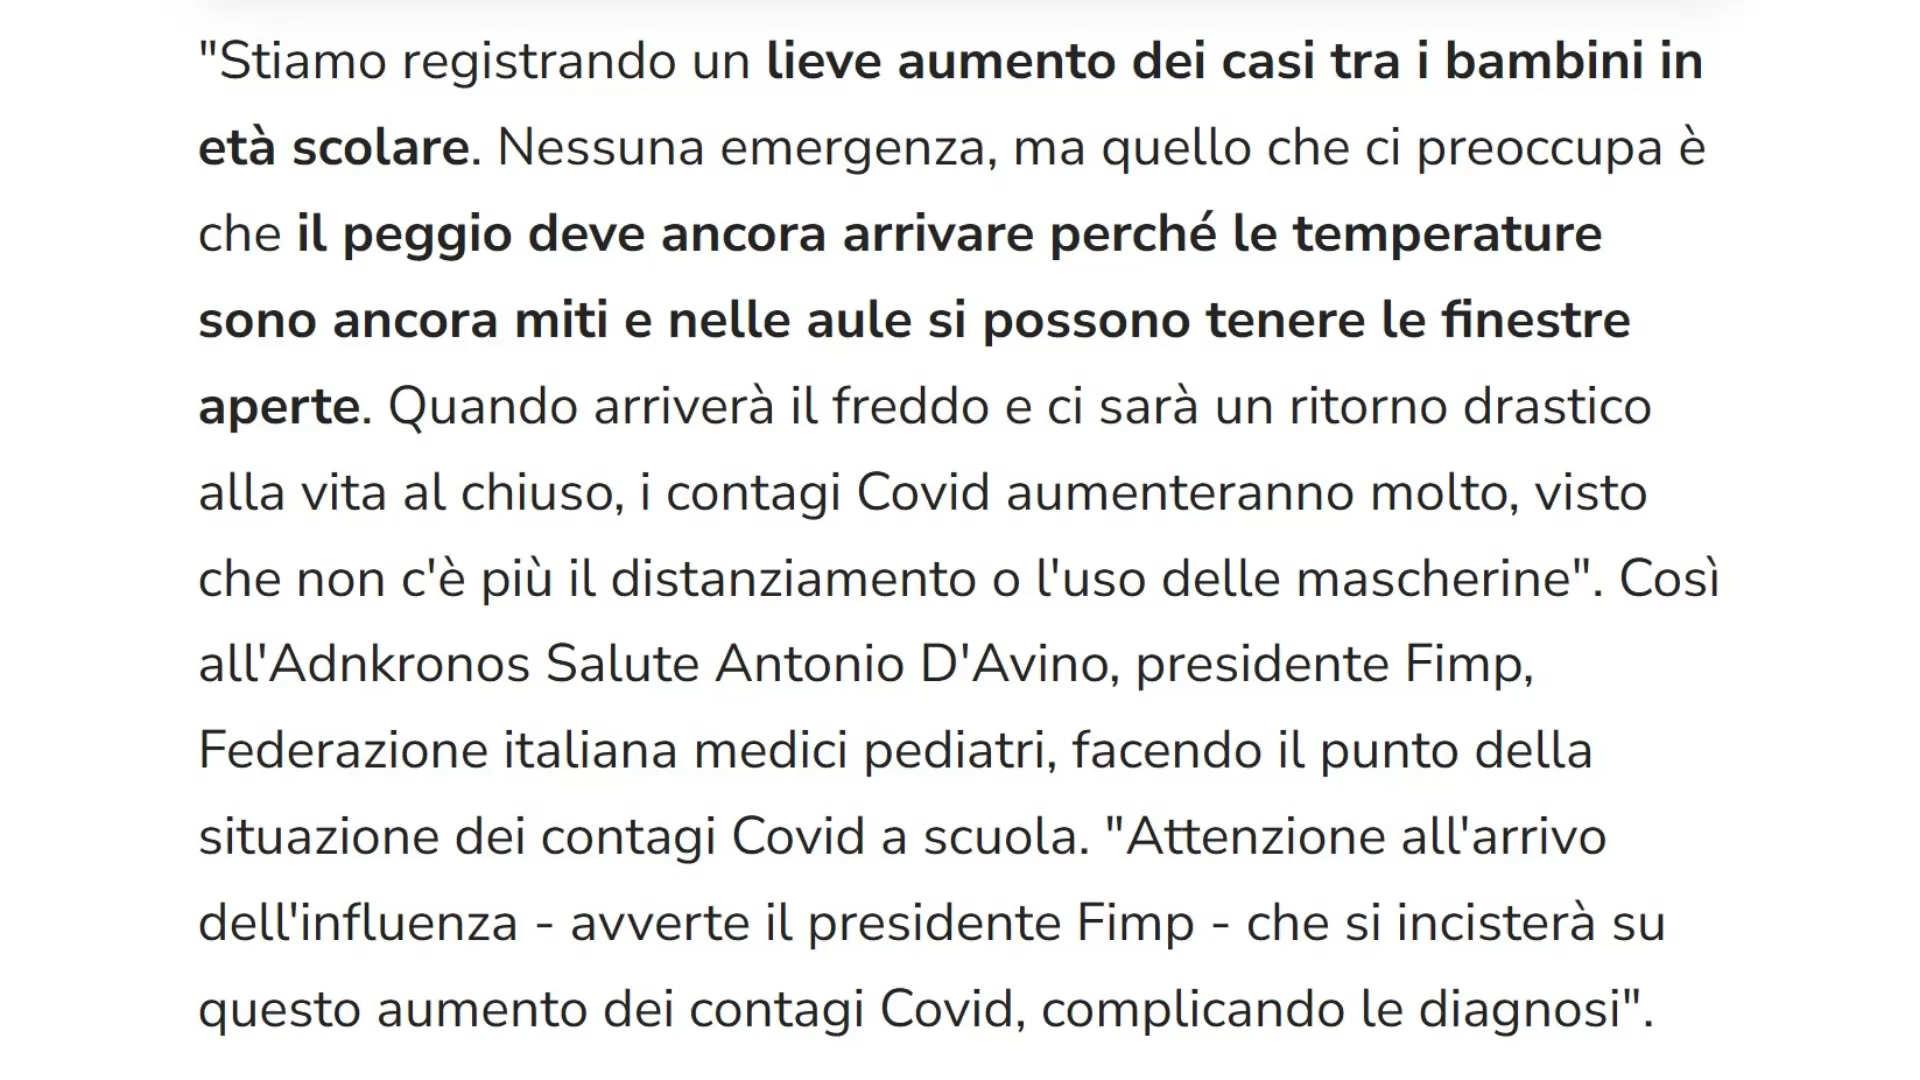 "Stiamo registrando un lieve aumento dei casi tra i bambini in
età scolare. Nessuna emergenza, ma quello che ci preoccupa è
che il peggio deve ancora arrivare perché le temperature
sono ancora miti e nelle aule si possono tenere le finestre
aperte. Quando arriverà il freddo e ci sarà un ritorno drastico
alla vita al chiuso, i contagi Covid aumenteranno molto, visto
che non c'è più il distanziamento o l'uso delle mascherine". Così
all'Adnkronos Salute Antonio D'Avino, presidente Fimp,
Federazione italiana medici pediatri, facendo il punto della
situazione dei contagi Covid a scuola. "Attenzione all'arrivo
dell'influenza - avverte il presidente Fimp - che si incisterà su
questo aumento dei contagi Covid, complicando le diagnosi".